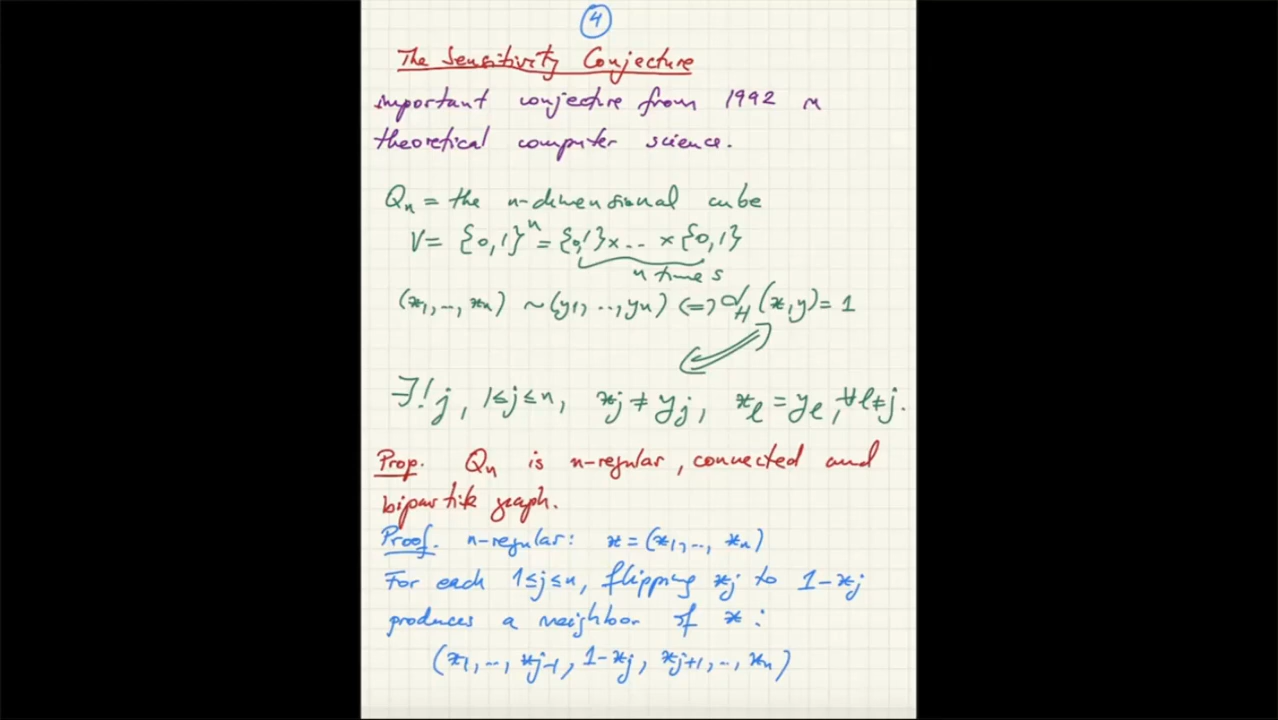 4
The Sensitivity Conjecture
important conjecture from 1992 in
theoretical computer science.
Qₙ = the n-dimensional cube
V = {0,1}ⁿ = {0,1}×...×{0,1}
n times
(x₁,..,xₙ) ~ (y₁,..,yₙ) <=> d_H(x,y) = 1
∃! j, 1≤j≤n, xⱼ ≠ yⱼ, x_ℓ = y_ℓ, ∀ℓ≠j.
Prop. Qₙ is n-regular, connected and
bipartite graph.
Proof. n-regular: x = (x₁,..,xₙ)
For each 1≤j≤n, flipping xⱼ to 1-xⱼ
produces a neighbor of x:
(x₁,..,xⱼ₋₁, 1-xⱼ, xⱼ₊₁,..,xₙ)